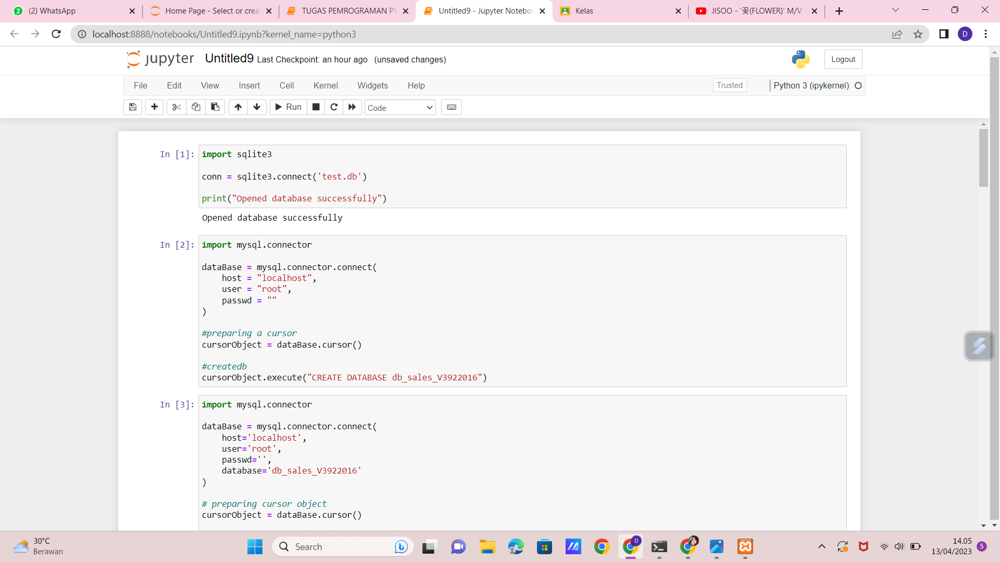 (2) WhatsApp
Home Page - Select or crea
TUGAS PEMROGRAMAN PY
Untitled9 - Jupyter Notebo
Kelas
JISOO - '꽃(FLOWER)' M/V -
localhost:8888/notebooks/Untitled9.ipynb?kernel_name=python3
D
jupyter Untitled9 Last Checkpoint: an hour ago (unsaved changes)
Logout
File Edit View Insert Cell Kernel Widgets Help
Trusted
Python 3 (ipykernel)
Run
Code
In [1]: import sqlite3
conn = sqlite3.connect('test.db')
print("Opened database successfully")
Opened database successfully
In [2]: import mysql.connector
dataBase = mysql.connector.connect(
    host = "localhost",
    user = "root",
    passwd = ""
)
#preparing a cursor
cursorObject = dataBase.cursor()
#createdb
cursorObject.execute("CREATE DATABASE db_sales_V3922016")
In [3]: import mysql.connector
dataBase = mysql.connector.connect(
    host='localhost',
    user='root',
    passwd='',
    database='db_sales_V3922016'
)
# preparing cursor object
cursorObject = dataBase.cursor()
30°C
Berawan
Search
D
14.05
13/04/2023
5